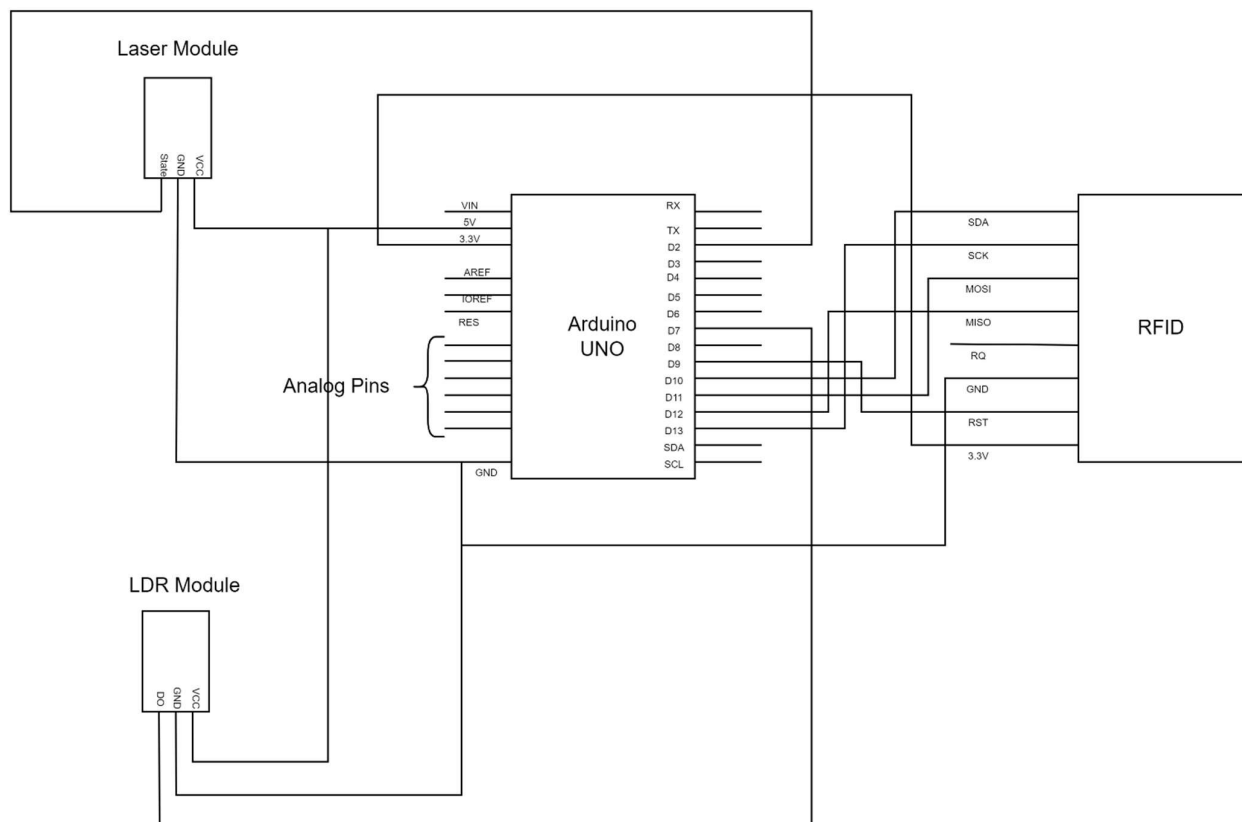 Laser Module
State
GND
VCC
VIN
5V
3.3V
AREF
IOREF
RES
Analog Pins
GND
Arduino
UNO
RX
TX
D2
D3
D4
D5
D6
D7
D8
D9
D10
D11
D12
D13
SDA
SCL
SDA
SCK
MOSI
MISO
RQ
GND
RST
3.3V
RFID
LDR Module
DO
GND
VCC